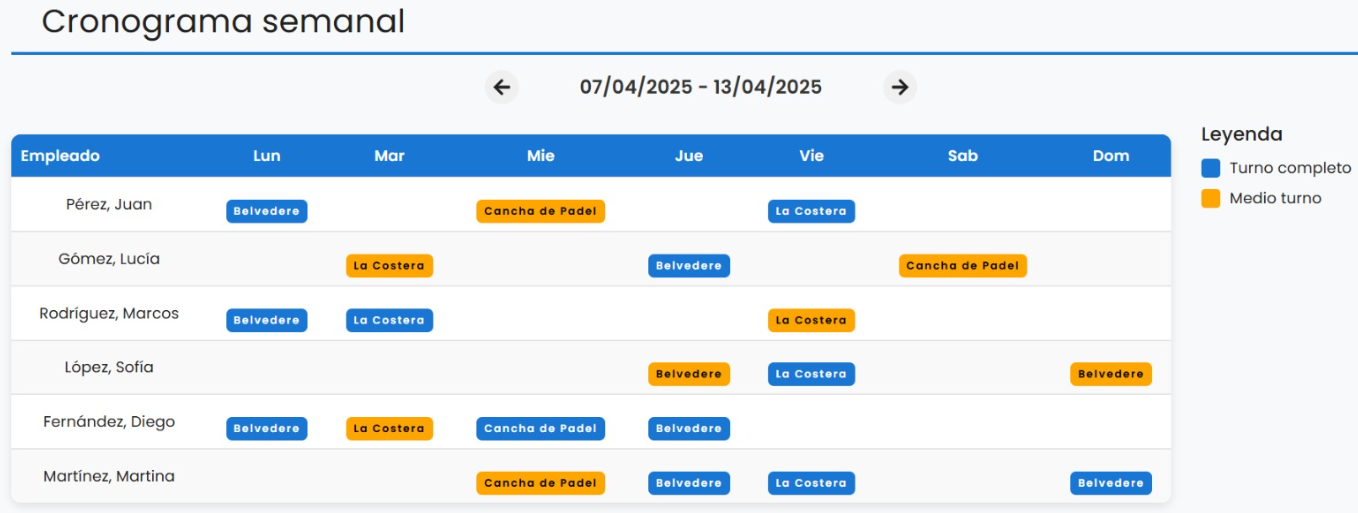 Cronograma semanal
07/04/2025 - 13/04/2025
Leyenda
Turno completo
Medio turno
Empleado Lun Mar Mie Jue Vie Sab Dom
Pérez, Juan Belvedere Cancha de Padel La Costera
Gómez, Lucía La Costera Belvedere Cancha de Padel
Rodríguez, Marcos Belvedere La Costera La Costera
López, Sofía Belvedere La Costera Belvedere
Fernández, Diego Belvedere La Costera Cancha de Padel Belvedere
Martínez, Martina Cancha de Padel Belvedere La Costera Belvedere